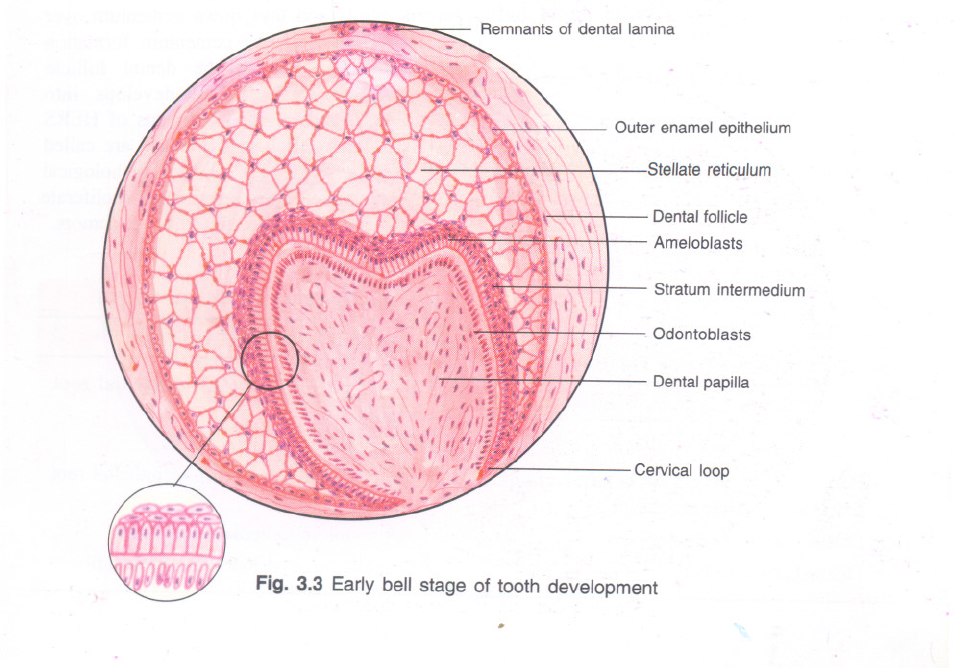 Remnants of dental lamina
Outer enamel epithelium
Stellate reticulum
Dental follicle
Ameloblasts
Stratum intermedium
Odontoblasts
Dental papilla
Cervical loop
Fig. 3.3 Early bell stage of tooth development